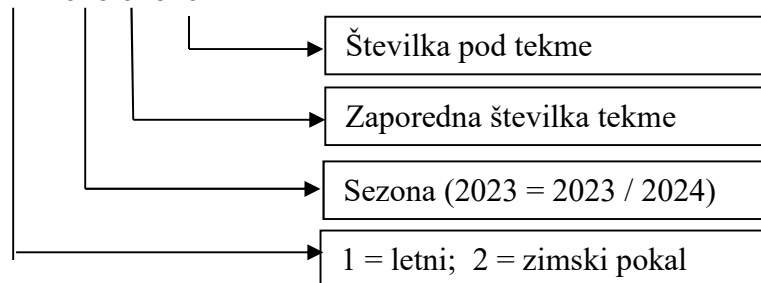 Številka pod tekme
Zaporedna številka tekme
Sezona (2023 = 2023 / 2024)
1 = letni; 2 = zimski pokal